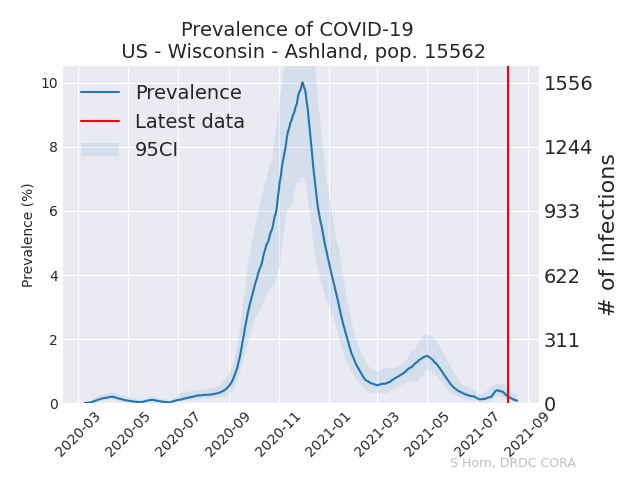 Prevalence of COVID-19
US - Wisconsin - Ashland, pop. 15562
Prevalence
Latest data
95CI
Prevalence (%)
10
8
6
4
2
0
1556
1244
933
622
311
0
# of infections
2020-03
2020-05
2020-07
2020-09
2020-11
2021-01
2021-03
2021-05
2021-07
2021-09
S Horn, DRDC CORA